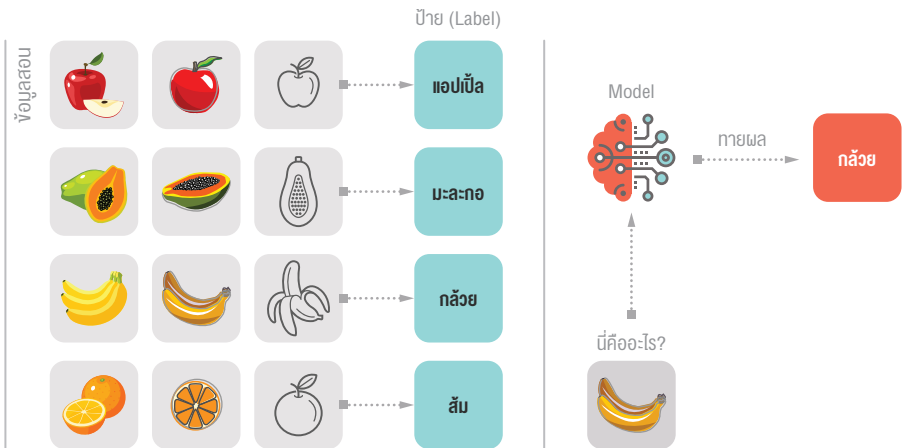 ป้าย (Label)
ข้อมูลสอน
แอปเปิ้ล
มะละกอ
กล้วย
ส้ม
Model
ทายผล
กล้วย
นี่คืออะไร?